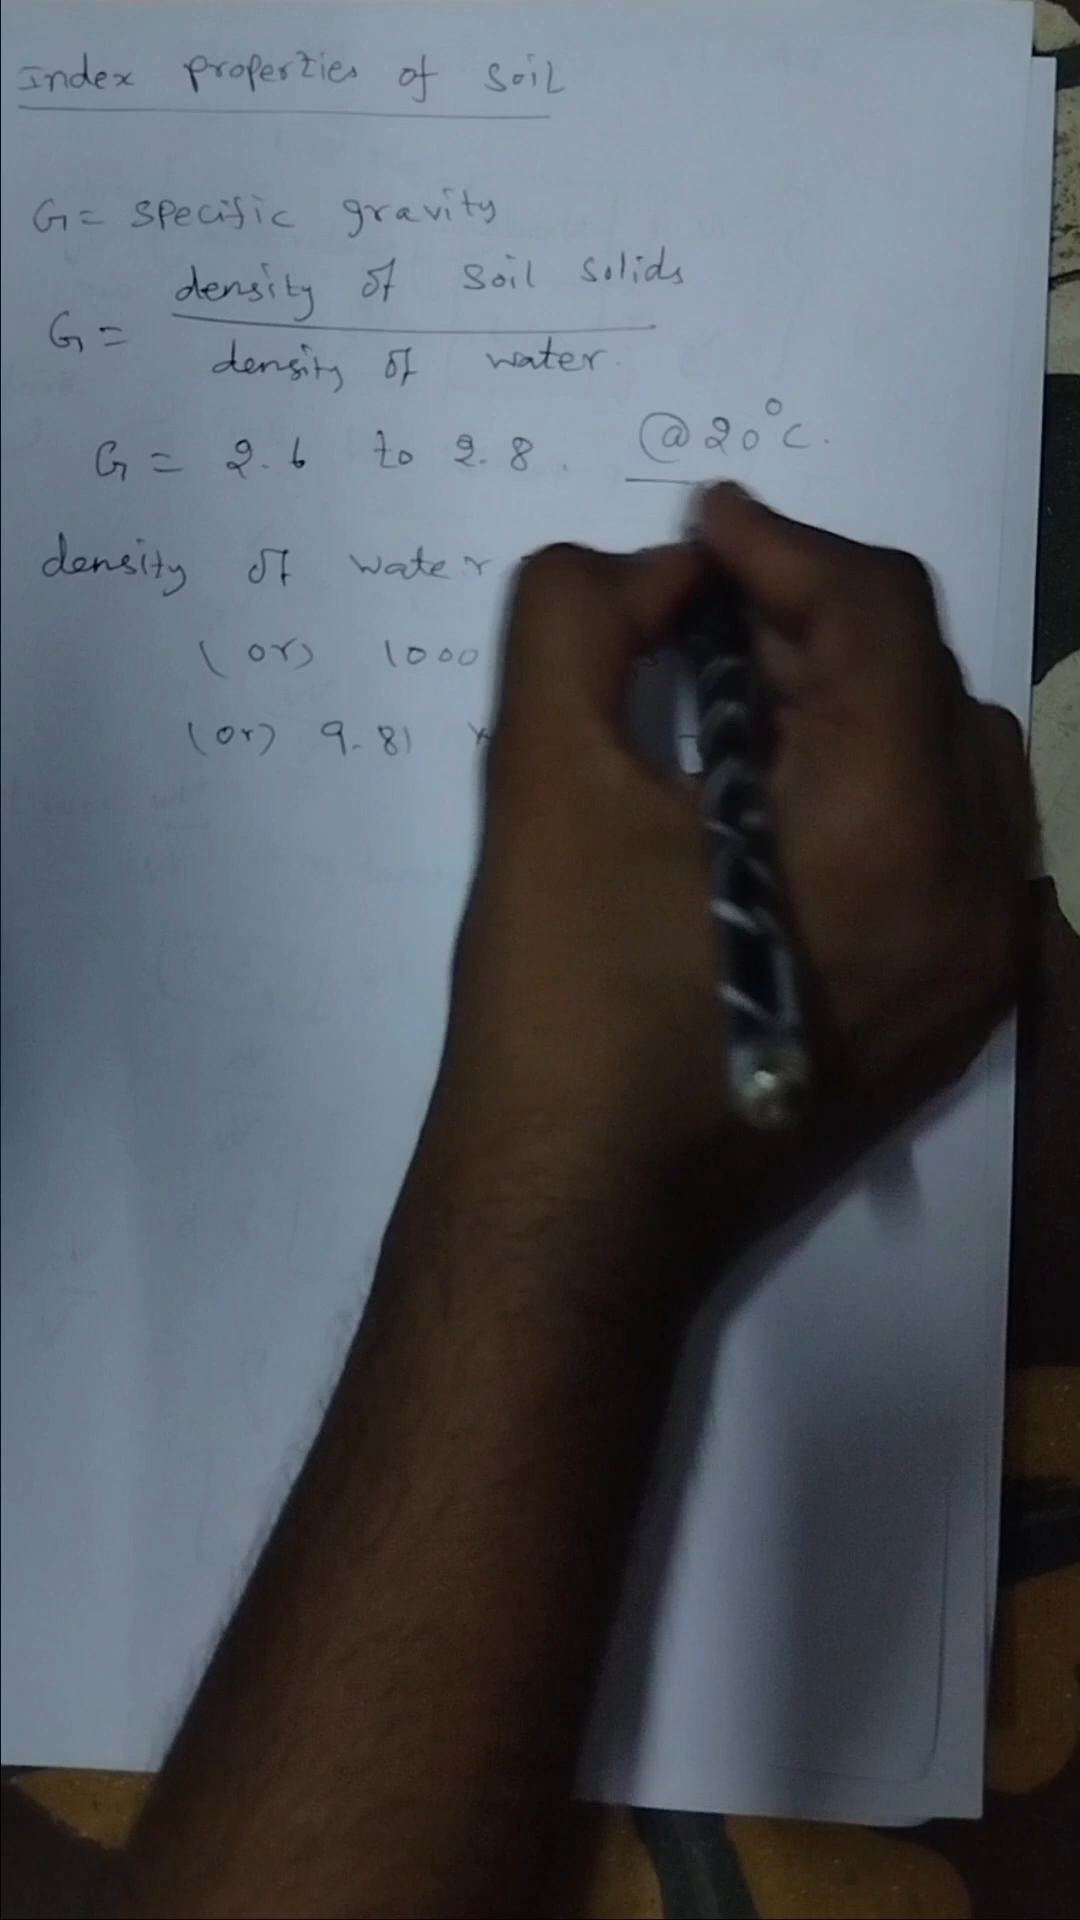 Index properties of soil
G = specific gravity
G = density of soil solids
density of water.
G = 2.6 to 2.8. @ 20°C.
density of water
(or) 1000
(or) 9.81